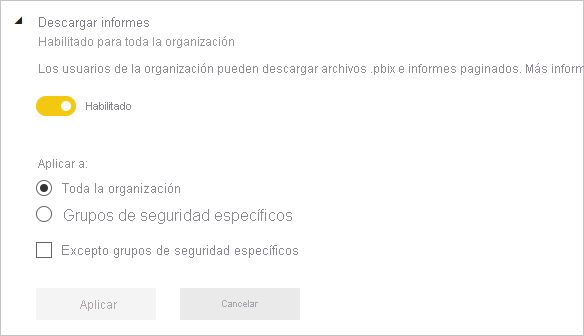 Descargar informes
Habilitado para toda la organización
Los usuarios de la organización pueden descargar archivos .pbix e informes paginados. Más inform
Habilitado
Aplicar a:
Toda la organización
Grupos de seguridad específicos
Excepto grupos de seguridad específicos
Aplicar
Cancelar